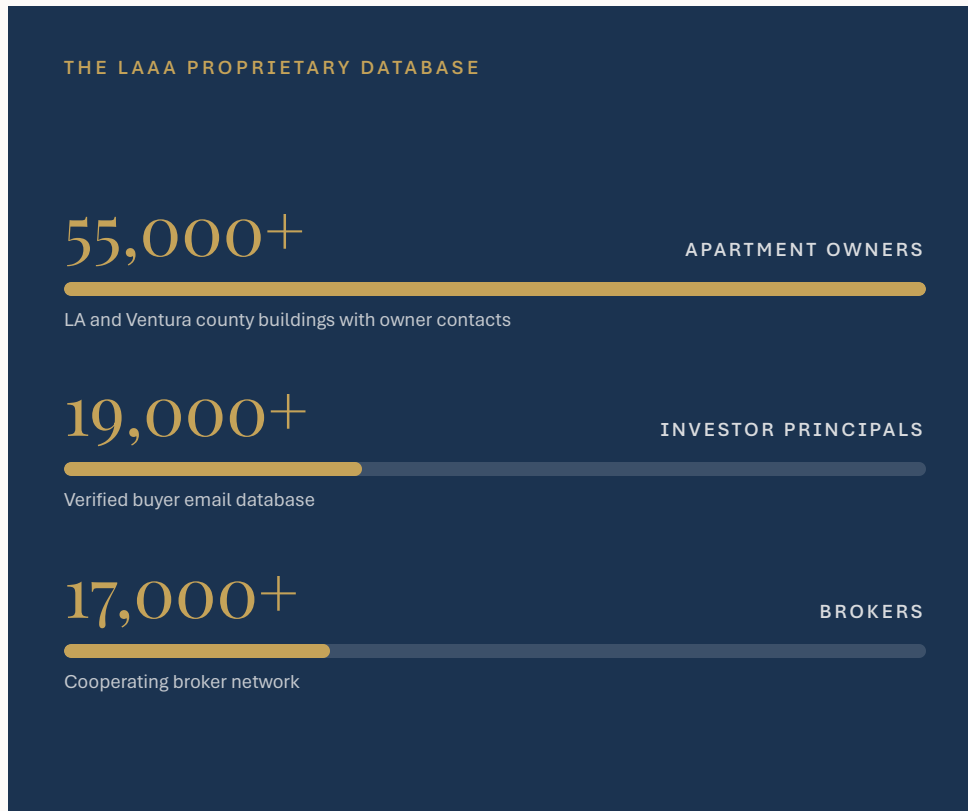 THE LAAA PROPRIETARY DATABASE
55,000+
APARTMENT OWNERS
LA and Ventura county buildings with owner contacts
19,000+
INVESTOR PRINCIPALS
Verified buyer email database
17,000+
BROKERS
Cooperating broker network